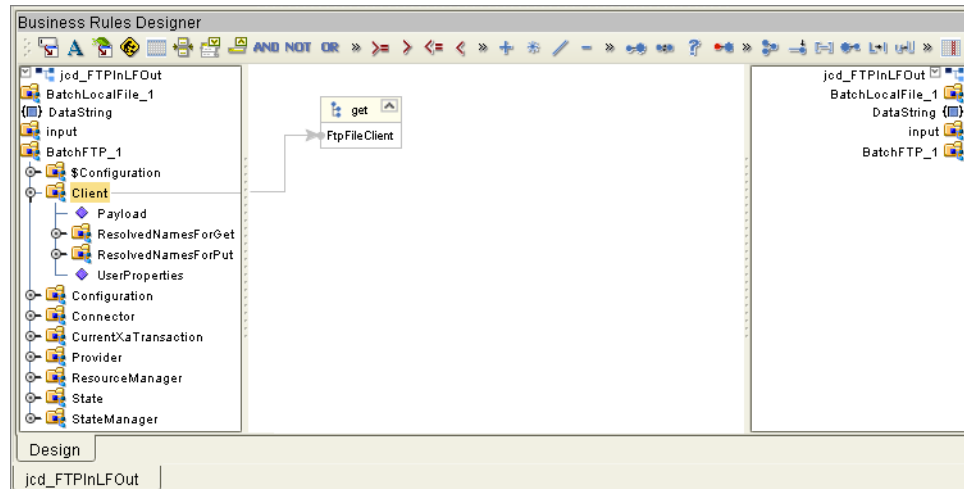 Business Rules Designer
A AND NOT OR » >= > <= < » + * / - » ? » »
jcd_FTPInLFOut
BatchLocalFile_1
DataString
input
BatchFTP_1
$Configuration
Client
Payload
ResolvedNamesForGet
ResolvedNamesForPut
UserProperties
Configuration
Connector
CurrentXaTransaction
Provider
ResourceManager
State
StateManager
get
FtpFileClient
jcd_FTPInLFOut
BatchLocalFile_1
DataString
input
BatchFTP_1
Design
jcd_FTPInLFOut